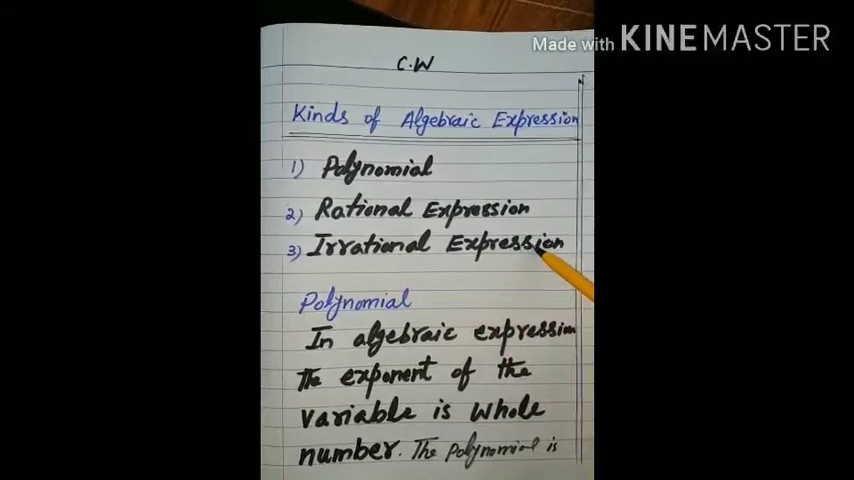 Made with KINEMASTER
C.W
Kinds of Algebraic Expression
1) Polynomial
2) Rational Expression
3) Irrational Expression
Polynomial
In algebraic expression
The exponent of the
variable is whole
number. The Polynomial is